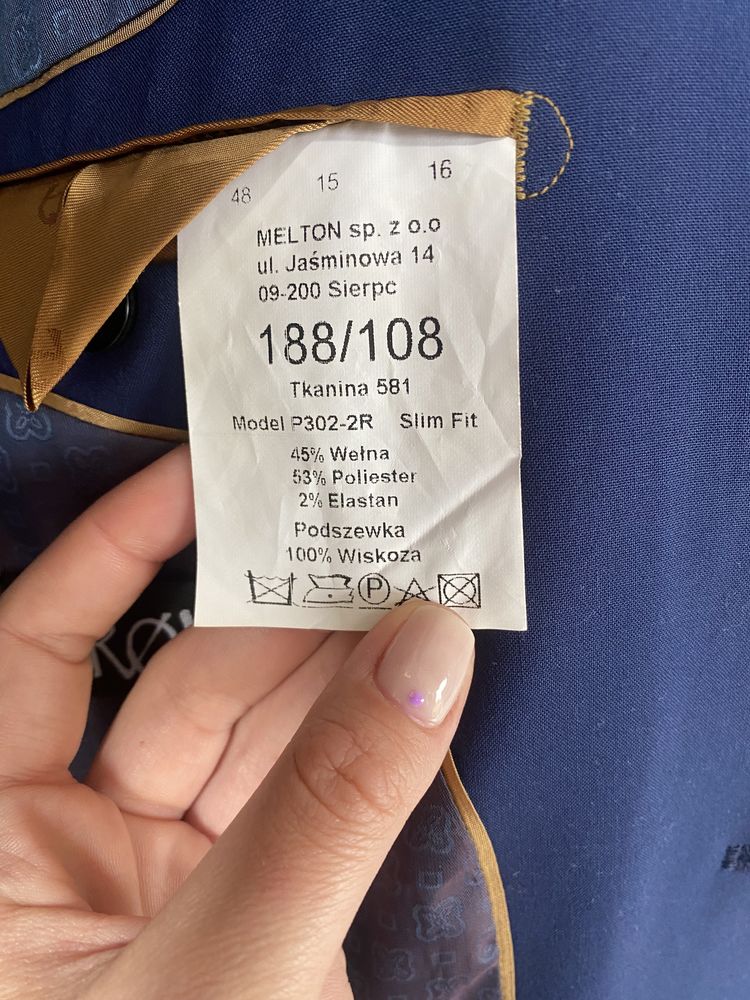 48 15 16
MELTON sp. z o.o
ul. Jaśminowa 14
09-200 Sierpc
188/108
Tkanina 581
Model P302-2R Slim Fit
45% Wełna
53% Poliester
2% Elastan
Podszewka
100% Wiskoza
P